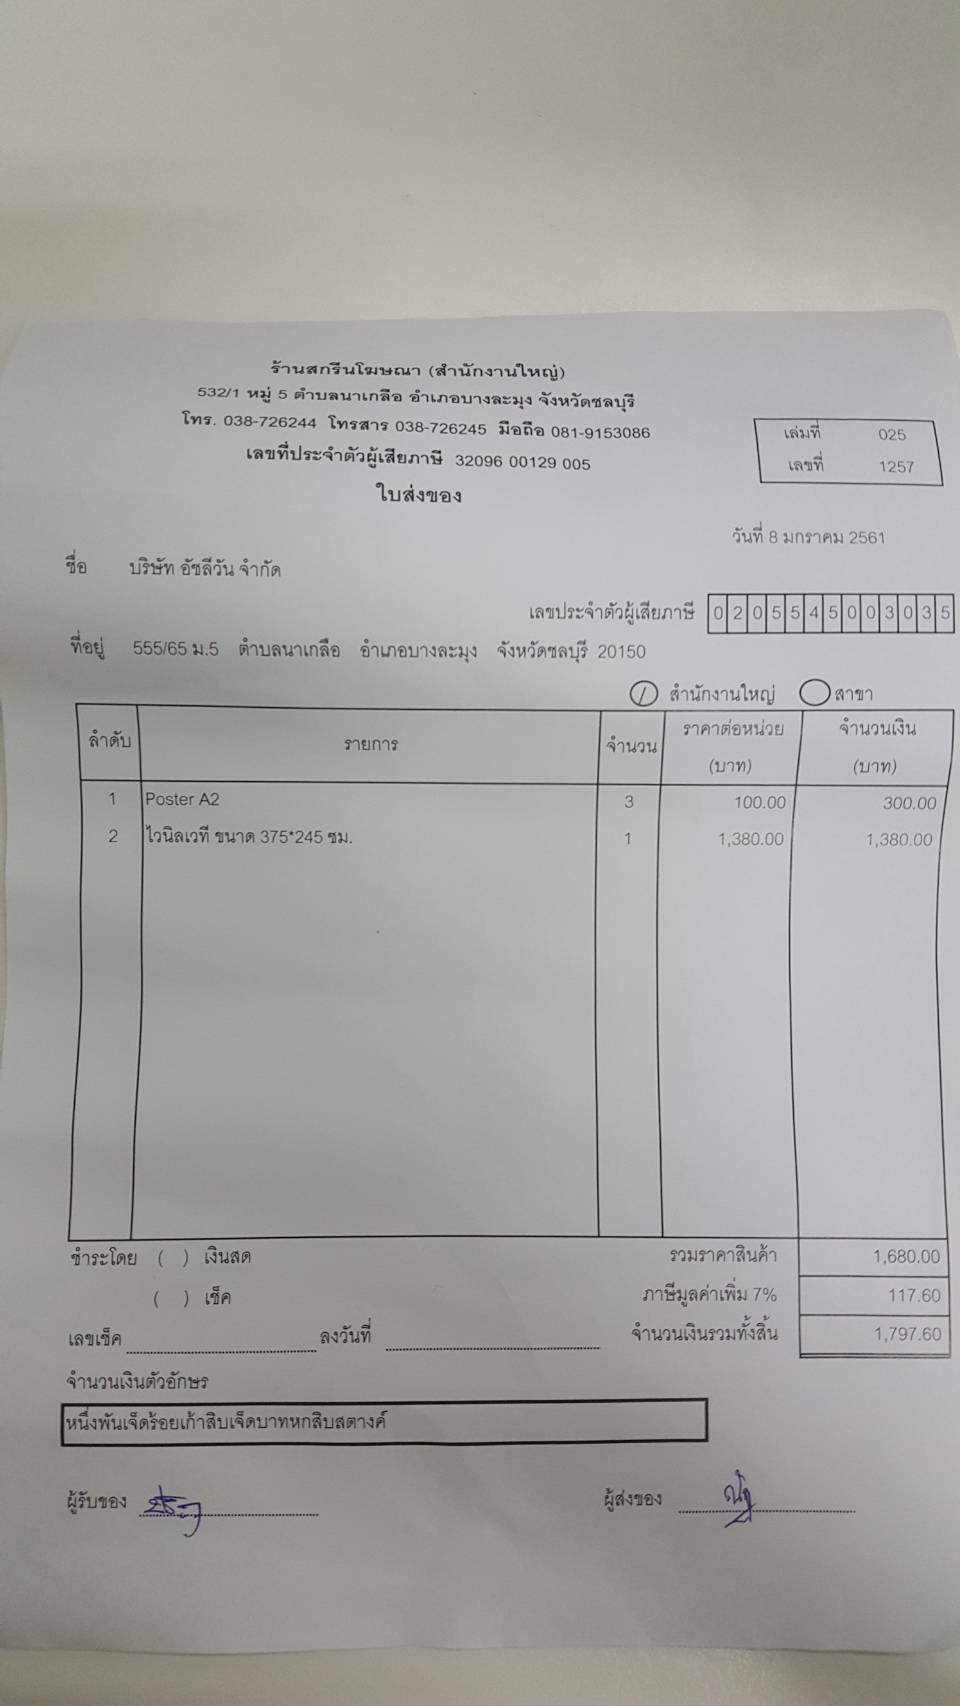 ร้านสกรีนโฆษณา (สำนักงานใหญ่)
532/1 หมู่ 5 ตำบลนาเกลือ อำเภอบางละมุง จังหวัดชลบุรี
โทร. 038-726244 โทรสาร 038-726245 มือถือ 081-9153086
เลขที่ประจำตัวผู้เสียภาษี 32096 00129 005
เล่มที่ 025
เลขที่ 1257
ใบส่งของ
วันที่ 8 มกราคม 2561
ชื่อ บริษัท อัชลีวัน จำกัด
เลขประจำตัวผู้เสียภาษี 0205545003035
ที่อยู่ 555/65 ม.5 ตำบลนาเกลือ อำเภอบางละมุง จังหวัดชลบุรี 20150
(/) สำนักงานใหญ่ สาขา
ลำดับ รายการ จำนวน ราคาต่อหน่วย (บาท) จำนวนเงิน (บาท)
1 Poster A2 3 100.00 300.00
2 ไวนิลเวที ขนาด 375*245 ซม. 1 1,380.00 1,380.00
ชำระโดย ( ) เงินสด รวมราคาสินค้า 1,680.00
( ) เช็ค ภาษีมูลค่าเพิ่ม 7% 117.60
เลขเช็ค ลงวันที่ จำนวนเงินรวมทั้งสิ้น 1,797.60
จำนวนเงินตัวอักษร
หนึ่งพันเจ็ดร้อยเก้าสิบเจ็ดบาทหกสิบสตางค์
ผู้รับของ ผู้ส่งของ